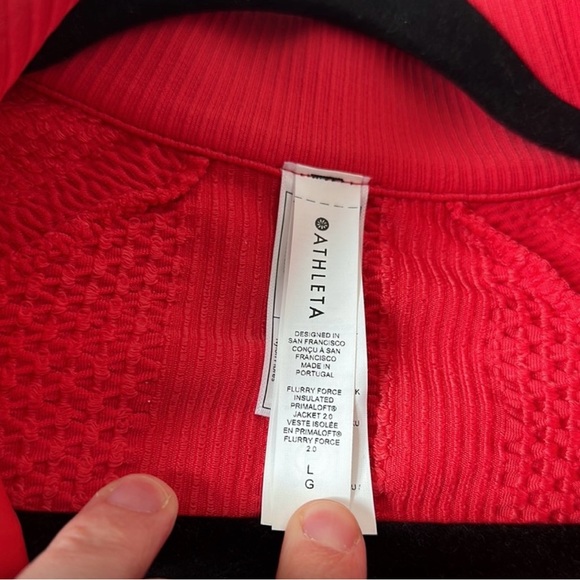 ATHLETA
DESIGNED IN
SAN FRANCISCO
CONÇU À SAN
FRANCISCO
MADE IN
PORTUGAL
FLURRY FORCE
INSULATED
PRIMALOFT®
JACKET 2.0
VESTE ISOLÉE
EN PRIMALOFT®
FLURRY FORCE
2.0
L
G